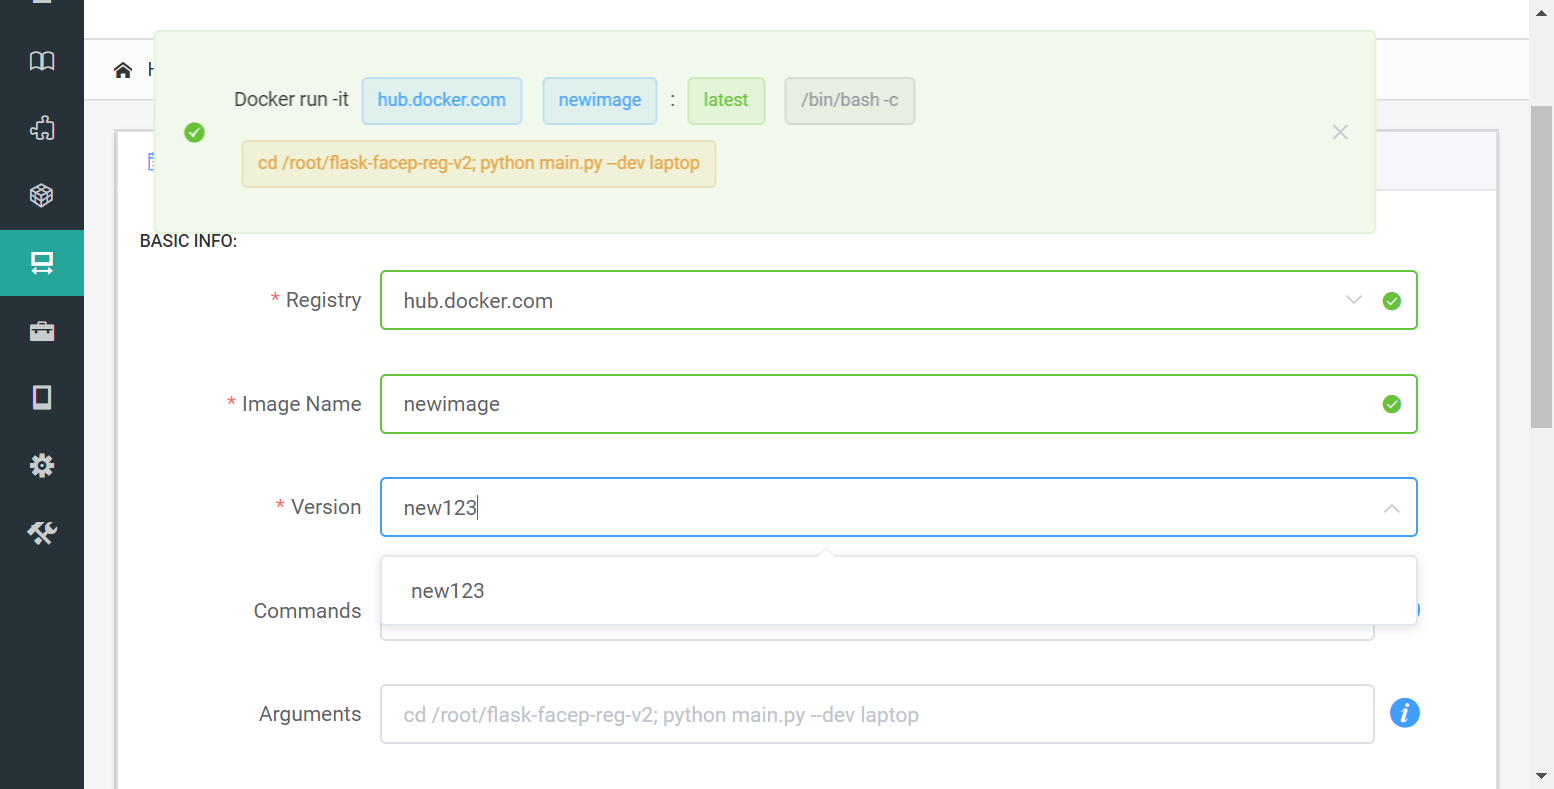 Docker run -it hub.docker.com newimage : latest /bin/bash -c
cd /root/flask-facep-reg-v2; python main.py --dev laptop
BASIC INFO:
* Registry hub.docker.com
* Image Name newimage
* Version new123
new123
Commands
Arguments cd /root/flask-facep-reg-v2; python main.py --dev laptop